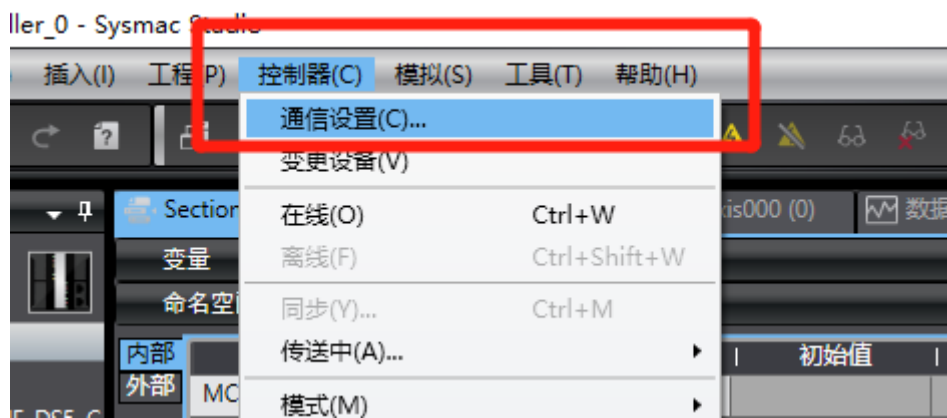 ller_0 - Sysmac Studio
插入(I) 工程(P) 控制器(C) 模拟(S) 工具(T) 帮助(H)
通信设置(C)...
变更设备(V)
Section
xis000 (0) 数据
在线(O) Ctrl+W
变量
离线(F) Ctrl+Shift+W
命名空
同步(Y)... Ctrl+M
内部
传送中(A)...
初始值
外部
MC
模式(M)